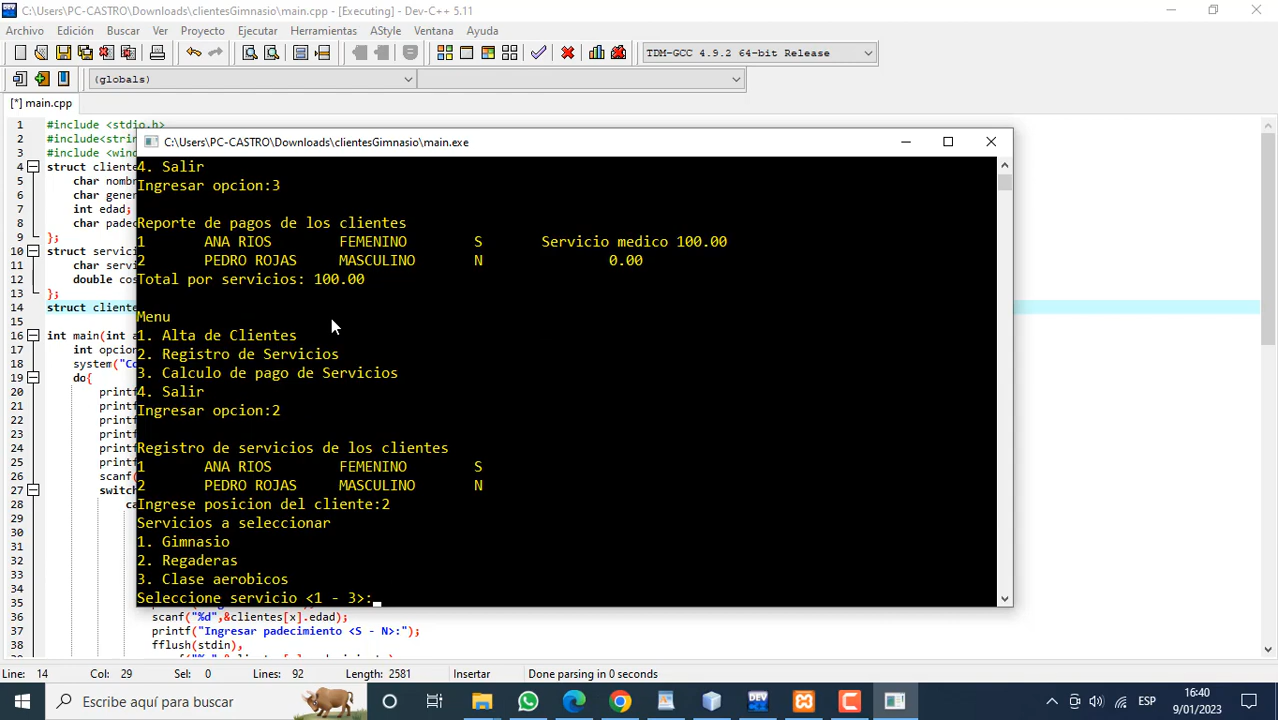 C:\Users\PC-CASTRO\Downloads\clientesGimnasio\main.cpp - [Executing] - Dev-C++ 5.11
Archivo Edición Buscar Ver Proyecto Ejecutar Herramientas AStyle Ventana Ayuda
TDM-GCC 4.9.2 64-bit Release
(globals)
[*] main.cpp
1 #include <stdio.h>
2 #include<strin
3 #include <wind
4 struct cliente
5 char nombr
6 char gener
7 int edad;
8 char padec
9 };
10 struct servici
11 char servi
12 double cos
13 };
14 struct cliente
15
16 int main(int a
17 int opcion
18 system("Co
19 do{
20 print
21 print
22 print
23 print
24 print
25 print
26 scanf
27 switc
28 ca
29
30
31
32
33
34
35
36 scanf("%d",&clientes[x].edad);
37 printf("Ingresar padecimiento <S - N>:");
38 fflush(stdin),
C:\Users\PC-CASTRO\Downloads\clientesGimnasio\main.exe
4. Salir
Ingresar opcion:3
Reporte de pagos de los clientes
1 ANA RIOS FEMENINO S Servicio medico 100.00
2 PEDRO ROJAS MASCULINO N 0.00
Total por servicios: 100.00
Menu
1. Alta de Clientes
2. Registro de Servicios
3. Calculo de pago de Servicios
4. Salir
Ingresar opcion:2
Registro de servicios de los clientes
1 ANA RIOS FEMENINO S
2 PEDRO ROJAS MASCULINO N
Ingrese posicion del cliente:2
Servicios a seleccionar
1. Gimnasio
2. Regaderas
3. Clase aerobicos
Seleccione servicio <1 - 3>:
Line: 14 Col: 29 Sel: 0 Lines: 92 Length: 2581 Insertar Done parsing in 0 seconds
Escribe aquí para buscar
DEV
ESP
16:40
9/01/2023